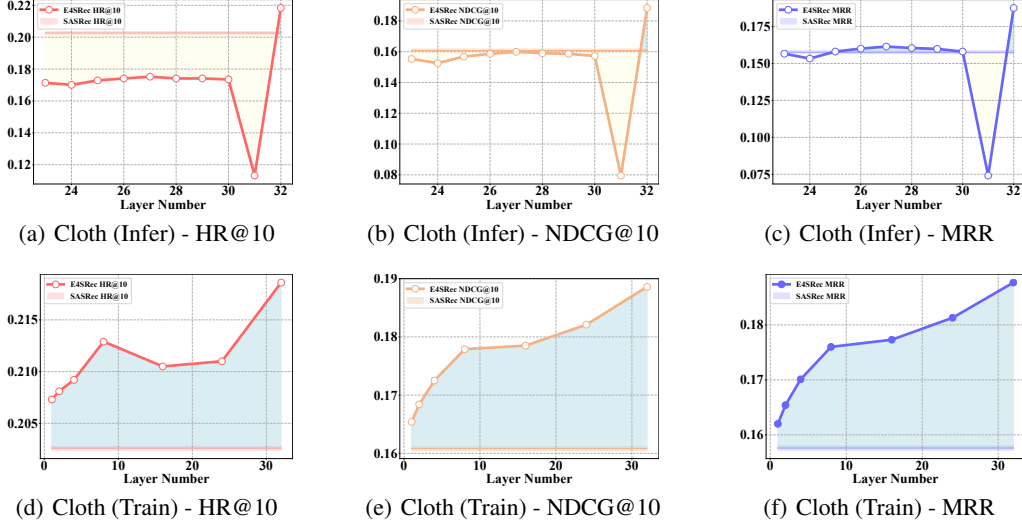 0.22
0.20
0.18
0.16
0.14
0.12
24 26 28 30 32
Layer Number
E4SRec HR@10
SASRec HR@10
(a) Cloth (Infer) - HR@10
0.20
0.18
0.16
0.14
0.12
0.10
0.08
24 26 28 30 32
Layer Number
E4SRec NDCG@10
SASRec NDCG@10
(b) Cloth (Infer) - NDCG@10
0.175
0.150
0.125
0.100
0.075
24 26 28 30 32
Layer Number
E4SRec MRR
SASRec MRR
(c) Cloth (Infer) - MRR
0.215
0.210
0.205
0 10 20 30
Layer Number
E4SRec HR@10
SASRec HR@10
(d) Cloth (Train) - HR@10
0.19
0.18
0.17
0.16
0 10 20 30
Layer Number
E4SRec NDCG@10
SASRec NDCG@10
(e) Cloth (Train) - NDCG@10
0.18
0.17
0.16
0 10 20 30
Layer Number
E4SRec MRR
SASRec MRR
(f) Cloth (Train) - MRR